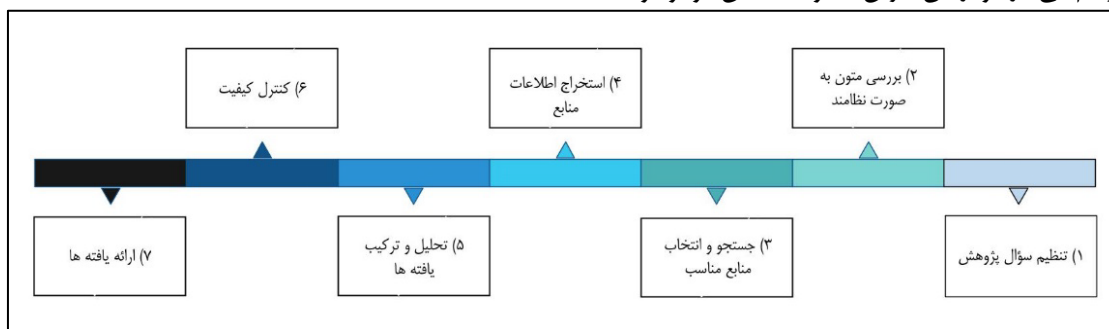 ۶) کنترل کیفیت
۴) استخراج اطلاعات
منابع
۲) بررسی متون به
صورت نظامند
۷) ارائه یافته ها
۵) تحلیل و ترکیب
یافته ها
۳) جستجو و انتخاب
منابع مناسب
۱) تنظیم سؤال پژوهش